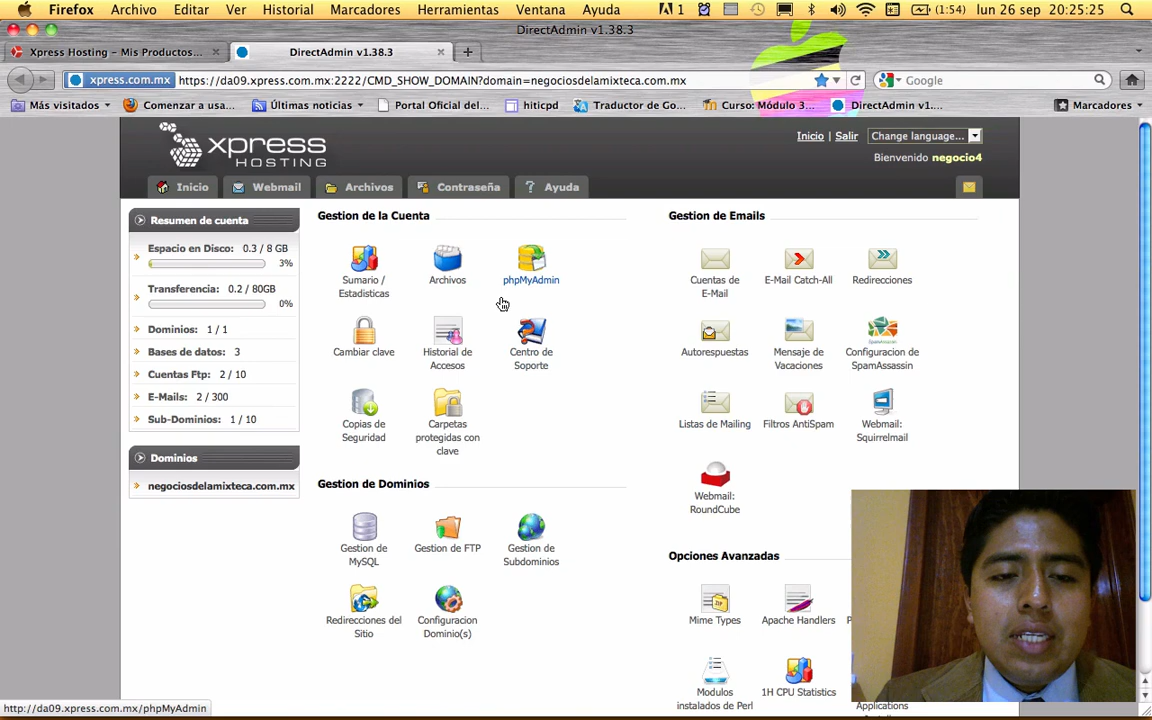 Firefox Archivo Editar Ver Historial Marcadores Herramientas Ventana Ayuda 1 (1:54) lun 26 sep 20:25:25
DirectAdmin v1.38.3
Xpress Hosting - Mis Productos... DirectAdmin v1.38.3
xpress.com.mx https://da09.xpress.com.mx:2222/CMD_SHOW_DOMAIN?domain=negociosdelamixteca.com.mx Google
Más visitados Comenzar a usa... Últimas noticias Portal Oficial del... hiticpd Traductor de Go... Curso: Módulo 3... DirectAdmin v1.... Marcadores
xpress
HOSTING
Inicio | Salir Change language...
Bienvenido negocio4
Inicio Webmail Archivos Contraseña Ayuda
Resumen de cuenta
Espacio en Disco: 0.3 / 8 GB
3%
Transferencia: 0.2 / 80GB
0%
Dominios: 1 / 1
Bases de datos: 3
Cuentas Ftp: 2 / 10
E-Mails: 2 / 300
Sub-Dominios: 1 / 10
Dominios
negociosdelamixteca.com.mx
Gestion de la Cuenta
Sumario /
Estadisticas
Archivos
phpMyAdmin
Cambiar clave
Historial de
Accesos
Centro de
Soporte
Copias de
Seguridad
Carpetas
protegidas con
clave
Gestion de Dominios
Gestion de
MySQL
Gestion de FTP
Gestion de
Subdominios
Redirecciones del
Sitio
Configuracion
Dominio(s)
Gestion de Emails
Cuentas de
E-Mail
E-Mail Catch-All
Redirecciones
Autorespuestas
Mensaje de
Vacaciones
Configuracion de
SpamAssassin
Listas de Mailing
Filtros AntiSpam
Webmail:
Squirrelmail
Webmail:
RoundCube
Opciones Avanzadas
Mime Types
Apache Handlers
Modulos
instalados de Perl
1H CPU Statistics
Aplicaciones
http://da09.xpress.com.mx/phpMyAdmin